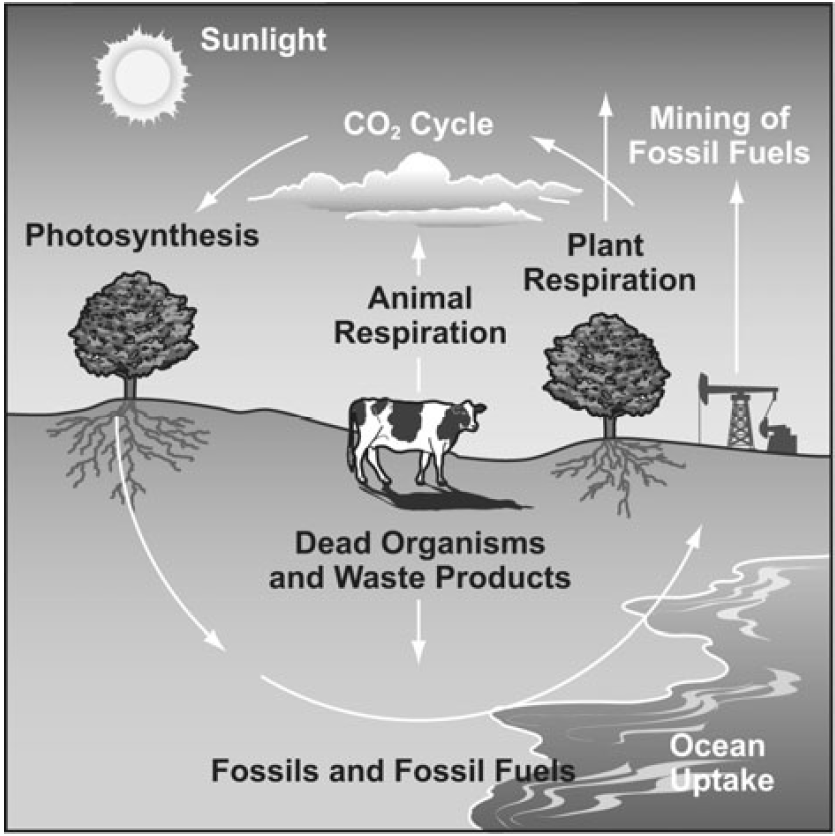 Sunlight
CO₂ Cycle
Mining of
Fossil Fuels
Photosynthesis
Plant
Respiration
Animal
Respiration
Dead Organisms
and Waste Products
Ocean
Uptake
Fossils and Fossil Fuels